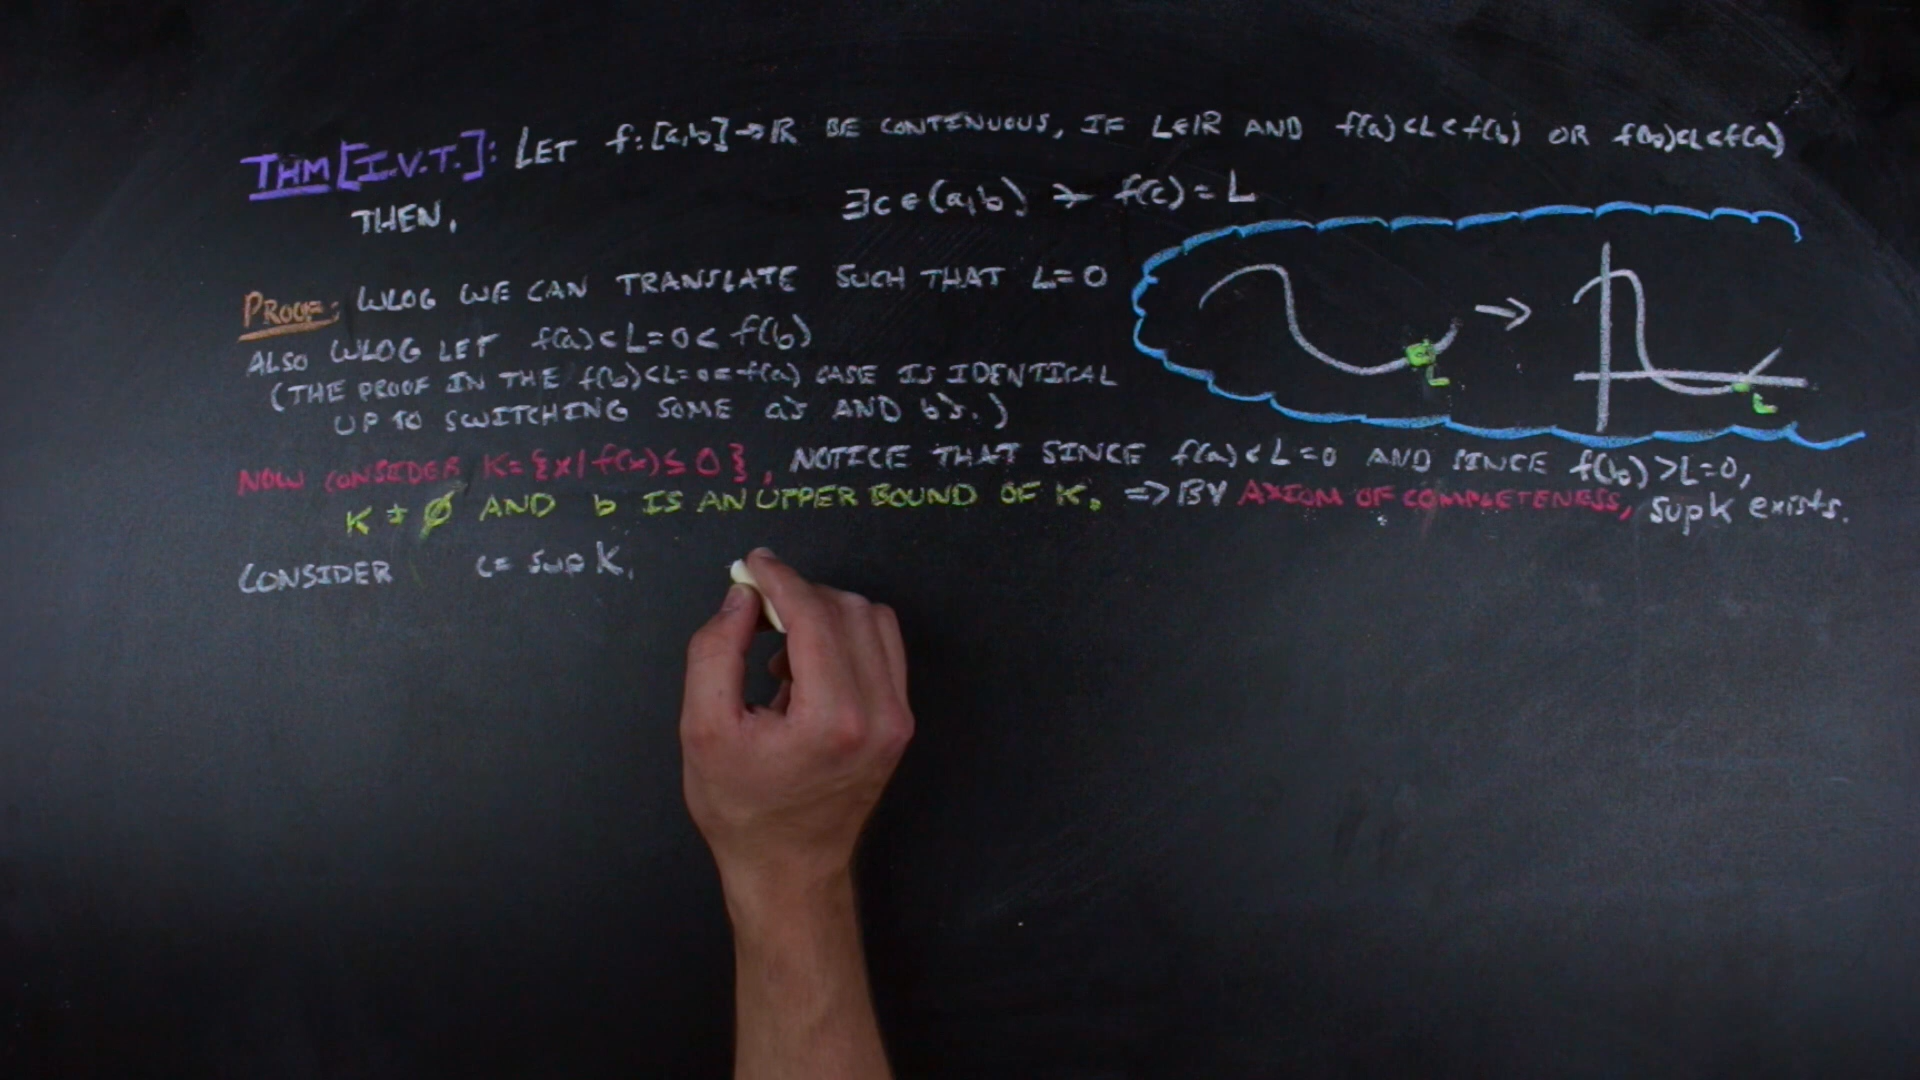 THM [I.V.T.]: LET f: [a,b] → ℝ BE CONTINUOUS, IF L∈ℝ AND f(a)<L<f(b) OR f(b)<L<f(a)
THEN, ∃c∈(a,b) ∋ f(c) = L
PROOF: WLOG WE CAN TRANSLATE SUCH THAT L=0
ALSO WLOG LET f(a)<L=0<f(b)
(THE PROOF IN THE f(b)<L=0<f(a) CASE IS IDENTICAL
UP TO SWITCHING SOME a's AND b's.)
L
→
L
NOW CONSIDER K={x|f(x)≤0}, NOTICE THAT SINCE f(a)<L=0 AND SINCE f(b)>L=0,
K≠∅ AND b IS AN UPPER BOUND OF K. => BY AXIOM OF COMPLETENESS, sup K exists.
CONSIDER c = sup K,